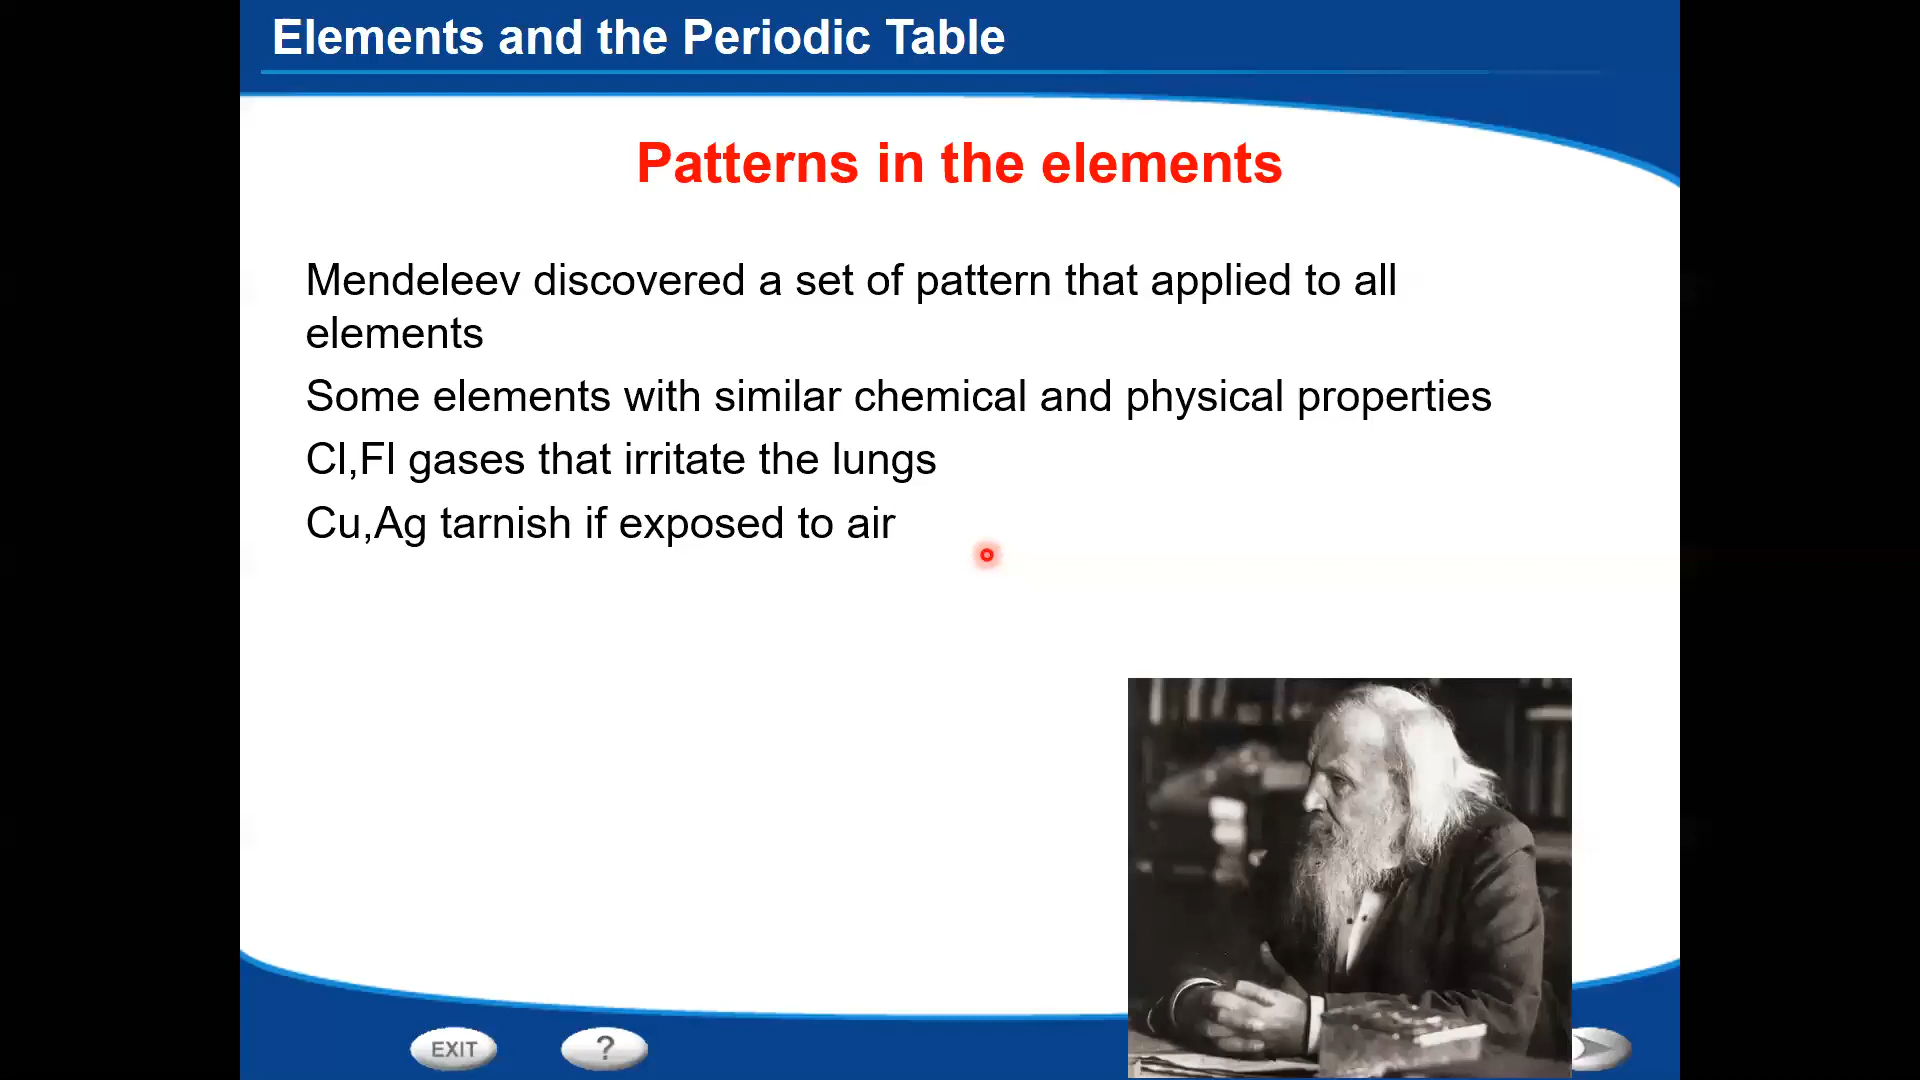 Elements and the Periodic Table
Patterns in the elements
Mendeleev discovered a set of pattern that applied to all
elements
Some elements with similar chemical and physical properties
Cl,Fl gases that irritate the lungs
Cu,Ag tarnish if exposed to air
EXIT
?